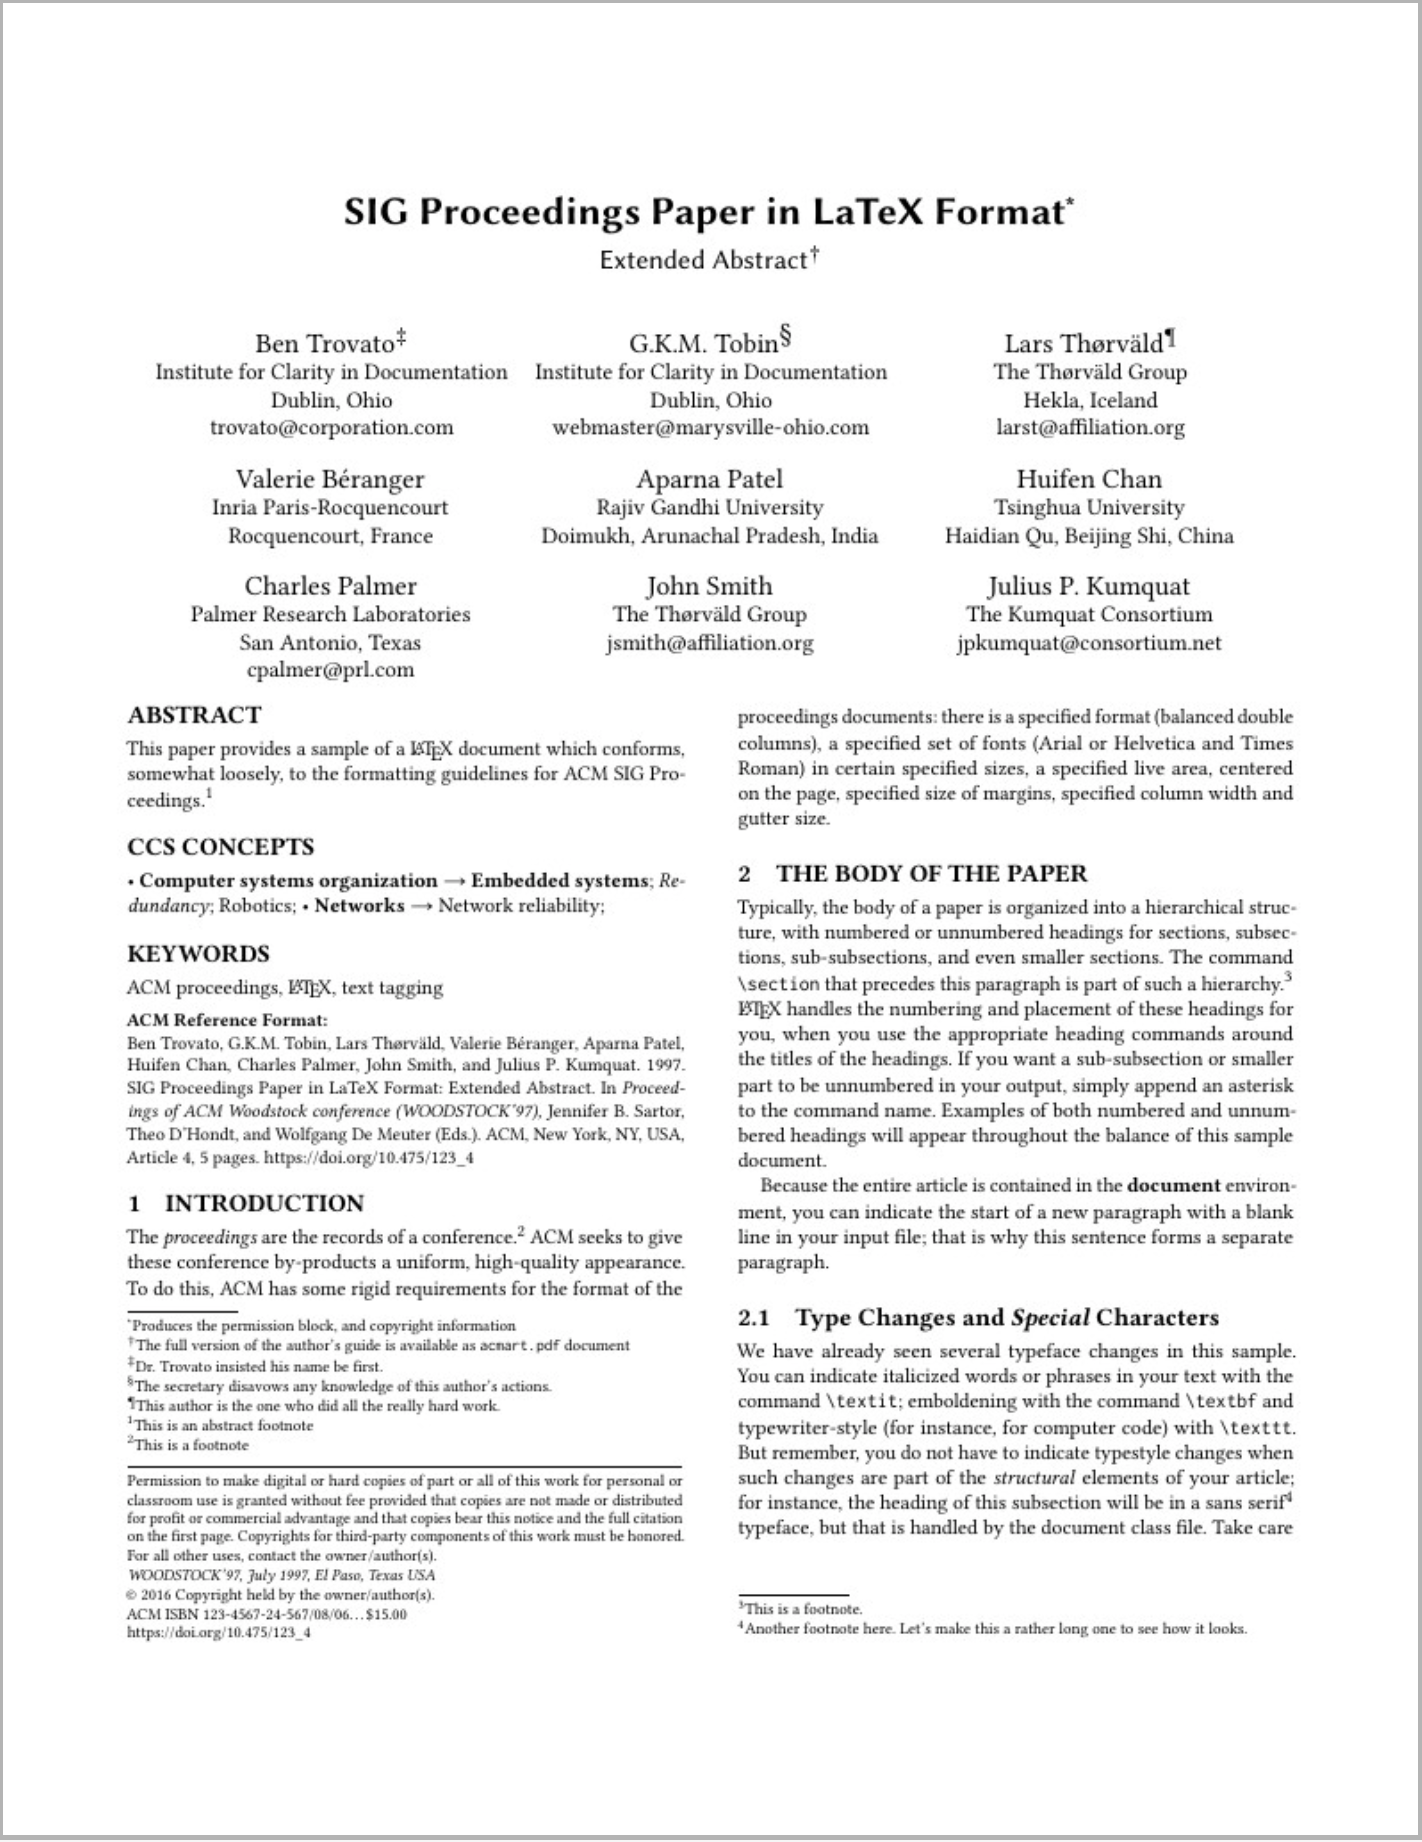 SIG Proceedings Paper in LaTeX Format*
Extended Abstract†
Ben Trovato‡
Institute for Clarity in Documentation
Dublin, Ohio
trovato@corporation.com
G.K.M. Tobin§
Institute for Clarity in Documentation
Dublin, Ohio
webmaster@marysville-ohio.com
Lars Thørväld¶
The Thørväld Group
Hekla, Iceland
larst@affiliation.org
Valerie Béranger
Inria Paris-Rocquencourt
Rocquencourt, France
Aparna Patel
Rajiv Gandhi University
Doimukh, Arunachal Pradesh, India
Huifen Chan
Tsinghua University
Haidian Qu, Beijing Shi, China
Charles Palmer
Palmer Research Laboratories
San Antonio, Texas
cpalmer@prl.com
John Smith
The Thørväld Group
jsmith@affiliation.org
Julius P. Kumquat
The Kumquat Consortium
jpkumquat@consortium.net
ABSTRACT
This paper provides a sample of a LATEX document which conforms,
somewhat loosely, to the formatting guidelines for ACM SIG Pro-
ceedings.1
CCS CONCEPTS
• Computer systems organization → Embedded systems; Re-
dundancy; Robotics; • Networks → Network reliability;
KEYWORDS
ACM proceedings, LATEX, text tagging
ACM Reference Format:
Ben Trovato, G.K.M. Tobin, Lars Thørväld, Valerie Béranger, Aparna Patel,
Huifen Chan, Charles Palmer, John Smith, and Julius P. Kumquat. 1997.
SIG Proceedings Paper in LaTeX Format: Extended Abstract. In Proceed-
ings of ACM Woodstock conference (WOODSTOCK'97), Jennifer B. Sartor,
Theo D'Hondt, and Wolfgang De Meuter (Eds.). ACM, New York, NY, USA,
Article 4, 5 pages. https://doi.org/10.475/123_4
1 INTRODUCTION
The proceedings are the records of a conference.2 ACM seeks to give
these conference by-products a uniform, high-quality appearance.
To do this, ACM has some rigid requirements for the format of the
*Produces the permission block, and copyright information
†The full version of the author's guide is available as acmart.pdf document
‡Dr. Trovato insisted his name be first.
§The secretary disavows any knowledge of this author's actions.
¶This author is the one who did all the really hard work.
1This is an abstract footnote
2This is a footnote
Permission to make digital or hard copies of part or all of this work for personal or
classroom use is granted without fee provided that copies are not made or distributed
for profit or commercial advantage and that copies bear this notice and the full citation
on the first page. Copyrights for third-party components of this work must be honored.
For all other uses, contact the owner/author(s).
WOODSTOCK'97, July 1997, El Paso, Texas USA
© 2016 Copyright held by the owner/author(s).
ACM ISBN 123-4567-24-567/08/06...$15.00
https://doi.org/10.475/123_4
proceedings documents: there is a specified format (balanced double
columns), a specified set of fonts (Arial or Helvetica and Times
Roman) in certain specified sizes, a specified live area, centered
on the page, specified size of margins, specified column width and
gutter size.
2 THE BODY OF THE PAPER
Typically, the body of a paper is organized into a hierarchical struc-
ture, with numbered or unnumbered headings for sections, subsec-
tions, sub-subsections, and even smaller sections. The command
\section that precedes this paragraph is part of such a hierarchy.3
LATEX handles the numbering and placement of these headings for
you, when you use the appropriate heading commands around
the titles of the headings. If you want a sub-subsection or smaller
part to be unnumbered in your output, simply append an asterisk
to the command name. Examples of both numbered and unnum-
bered headings will appear throughout the balance of this sample
document.
Because the entire article is contained in the document environ-
ment, you can indicate the start of a new paragraph with a blank
line in your input file; that is why this sentence forms a separate
paragraph.
2.1 Type Changes and Special Characters
We have already seen several typeface changes in this sample.
You can indicate italicized words or phrases in your text with the
command \textit; emboldening with the command \textbf and
typewriter-style (for instance, for computer code) with \texttt.
But remember, you do not have to indicate typestyle changes when
such changes are part of the structural elements of your article;
for instance, the heading of this subsection will be in a sans serif4
typeface, but that is handled by the document class file. Take care
3This is a footnote.
4Another footnote here. Let's make this a rather long one to see how it looks.